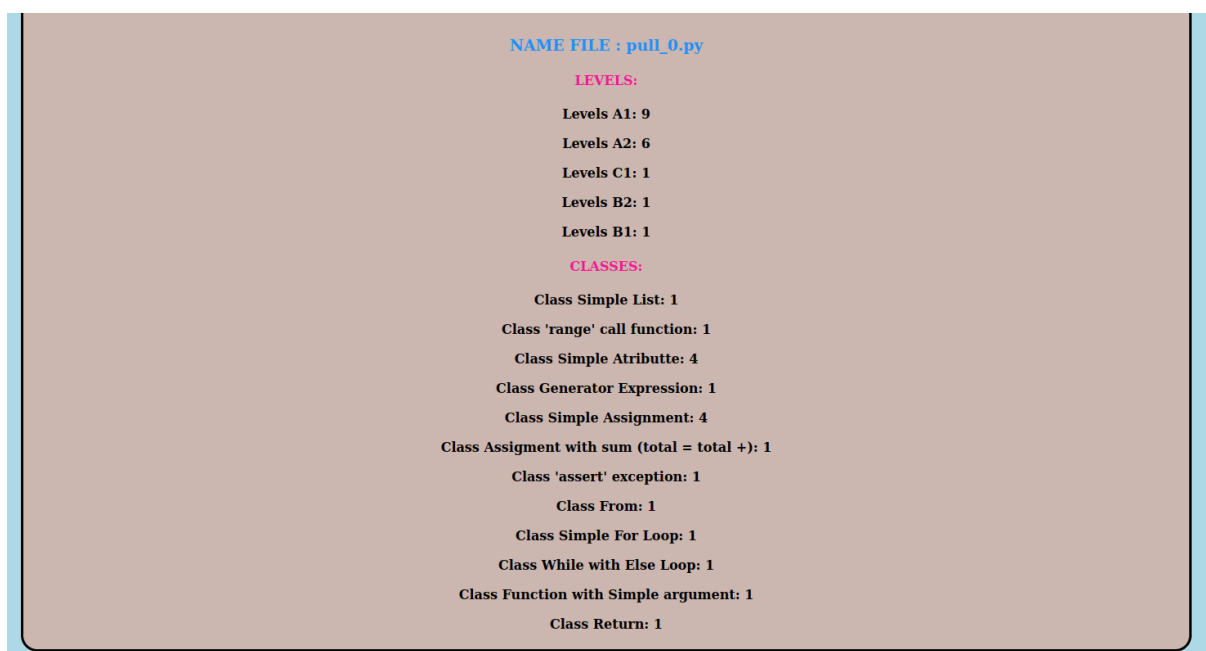 NAME FILE : pull_0.py
LEVELS:
Levels A1: 9
Levels A2: 6
Levels C1: 1
Levels B2: 1
Levels B1: 1
CLASSES:
Class Simple List: 1
Class 'range' call function: 1
Class Simple Atributte: 4
Class Generator Expression: 1
Class Simple Assignment: 4
Class Assigment with sum (total = total +): 1
Class 'assert' exception: 1
Class From: 1
Class Simple For Loop: 1
Class While with Else Loop: 1
Class Function with Simple argument: 1
Class Return: 1